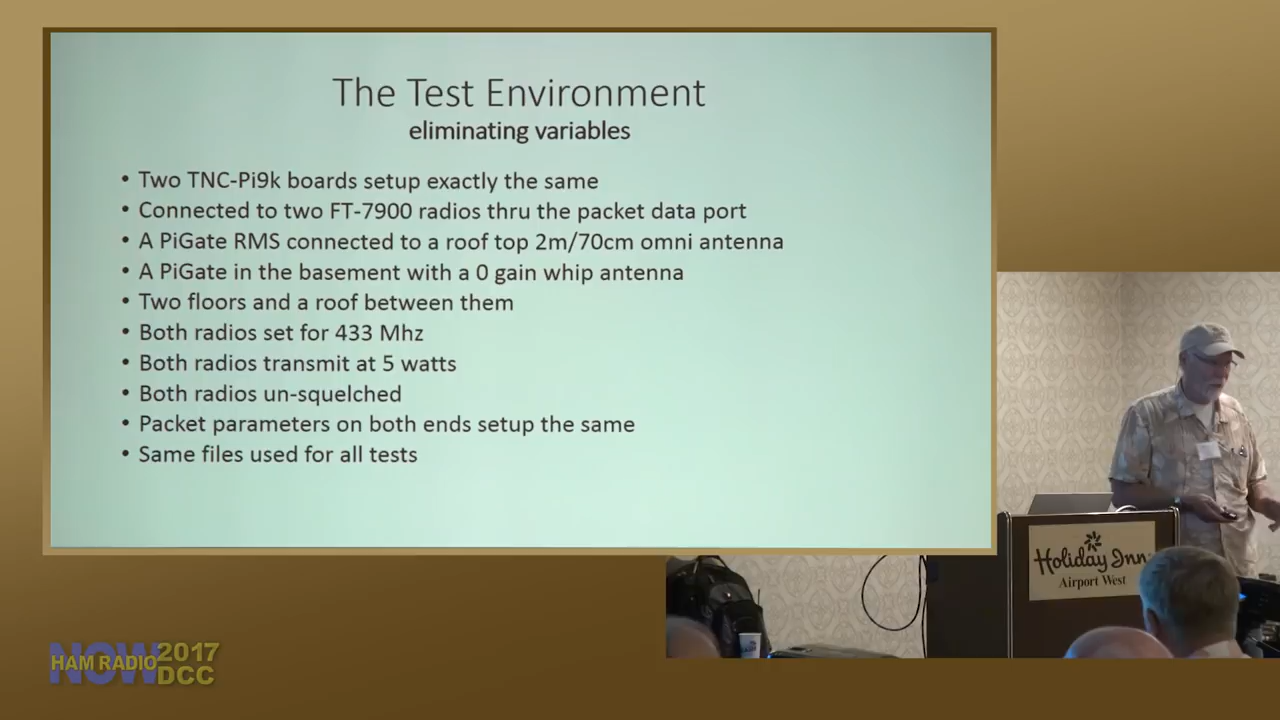 The Test Environment
eliminating variables
• Two TNC-Pi9k boards setup exactly the same
• Connected to two FT-7900 radios thru the packet data port
• A PiGate RMS connected to a roof top 2m/70cm omni antenna
• A PiGate in the basement with a 0 gain whip antenna
• Two floors and a roof between them
• Both radios set for 433 Mhz
• Both radios transmit at 5 watts
• Both radios un-squelched
• Packet parameters on both ends setup the same
• Same files used for all tests
Holiday Inn
Airport West
NOW
HAM RADIO 2017
DCC